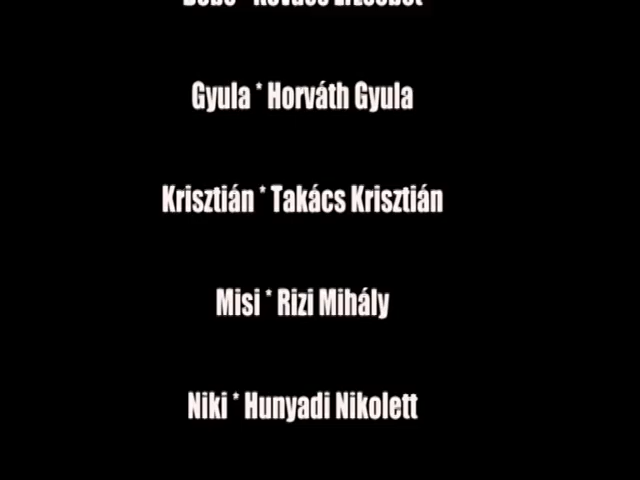 Gyula * Horváth Gyula
Krisztián * Takács Krisztián
Misi * Rizi Mihály
Niki * Hunyadi Nikolett